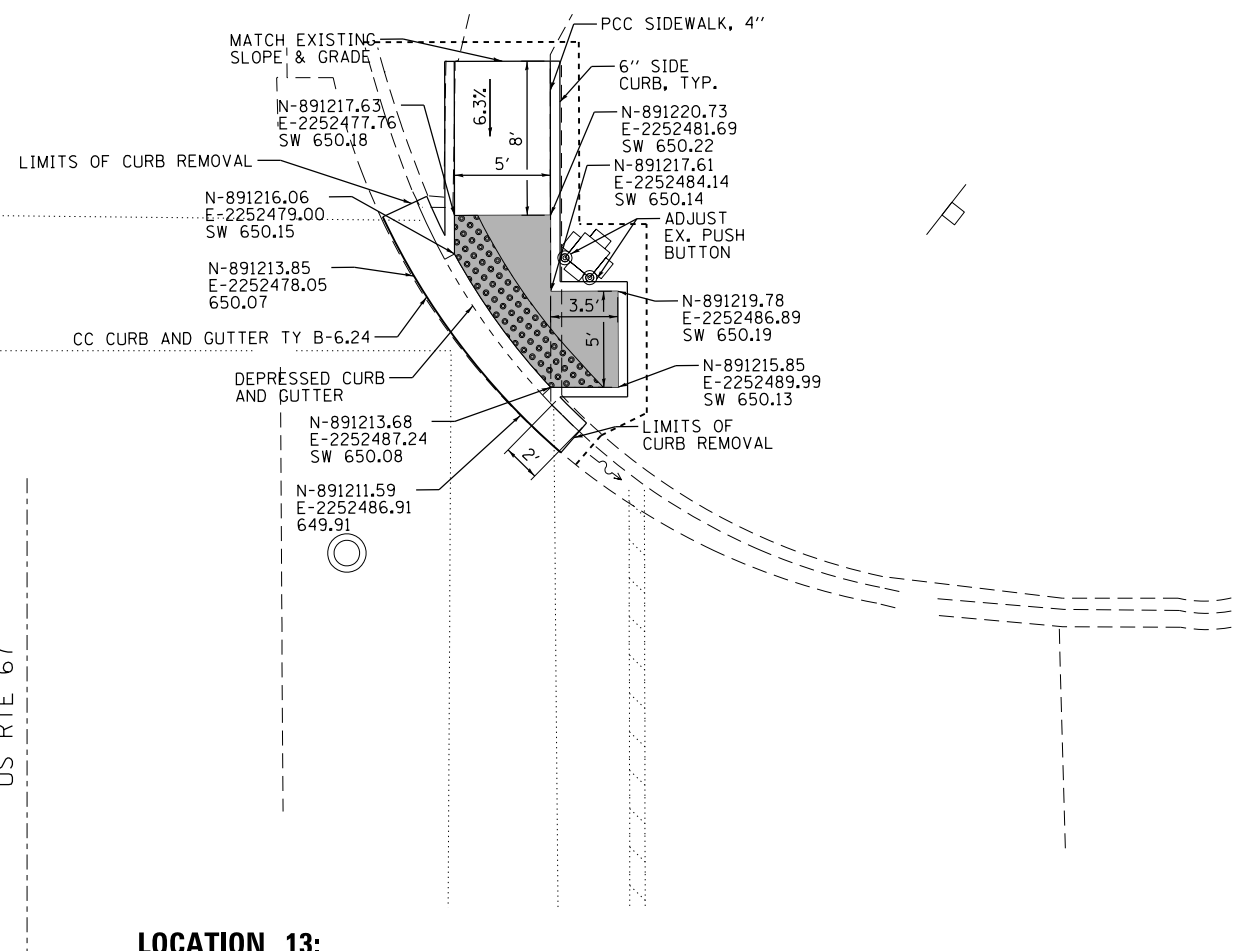 PCC SIDEWALK, 4"
MATCH EXISTING
SLOPE & GRADE
6" SIDE
CURB, TYP.
6.3%
8'
5'
N-891217.63
E-2252477.76
SW 650.18
N-891220.73
E-2252481.69
SW 650.22
LIMITS OF CURB REMOVAL
N-891217.61
E-2252484.14
SW 650.14
N-891216.06
E-2252479.00
SW 650.15
ADJUST
EX. PUSH
BUTTON
N-891213.85
E-2252478.05
650.07
3.5'
5'
N-891219.78
E-2252486.89
SW 650.19
CC CURB AND GUTTER TY B-6.24
N-891215.85
E-2252489.99
SW 650.13
DEPRESSED CURB
AND GUTTER
N-891213.68
E-2252487.24
SW 650.08
LIMITS OF
CURB REMOVAL
2'
N-891211.59
E-2252486.91
649.91
US RTE 67
LOCATION 13: